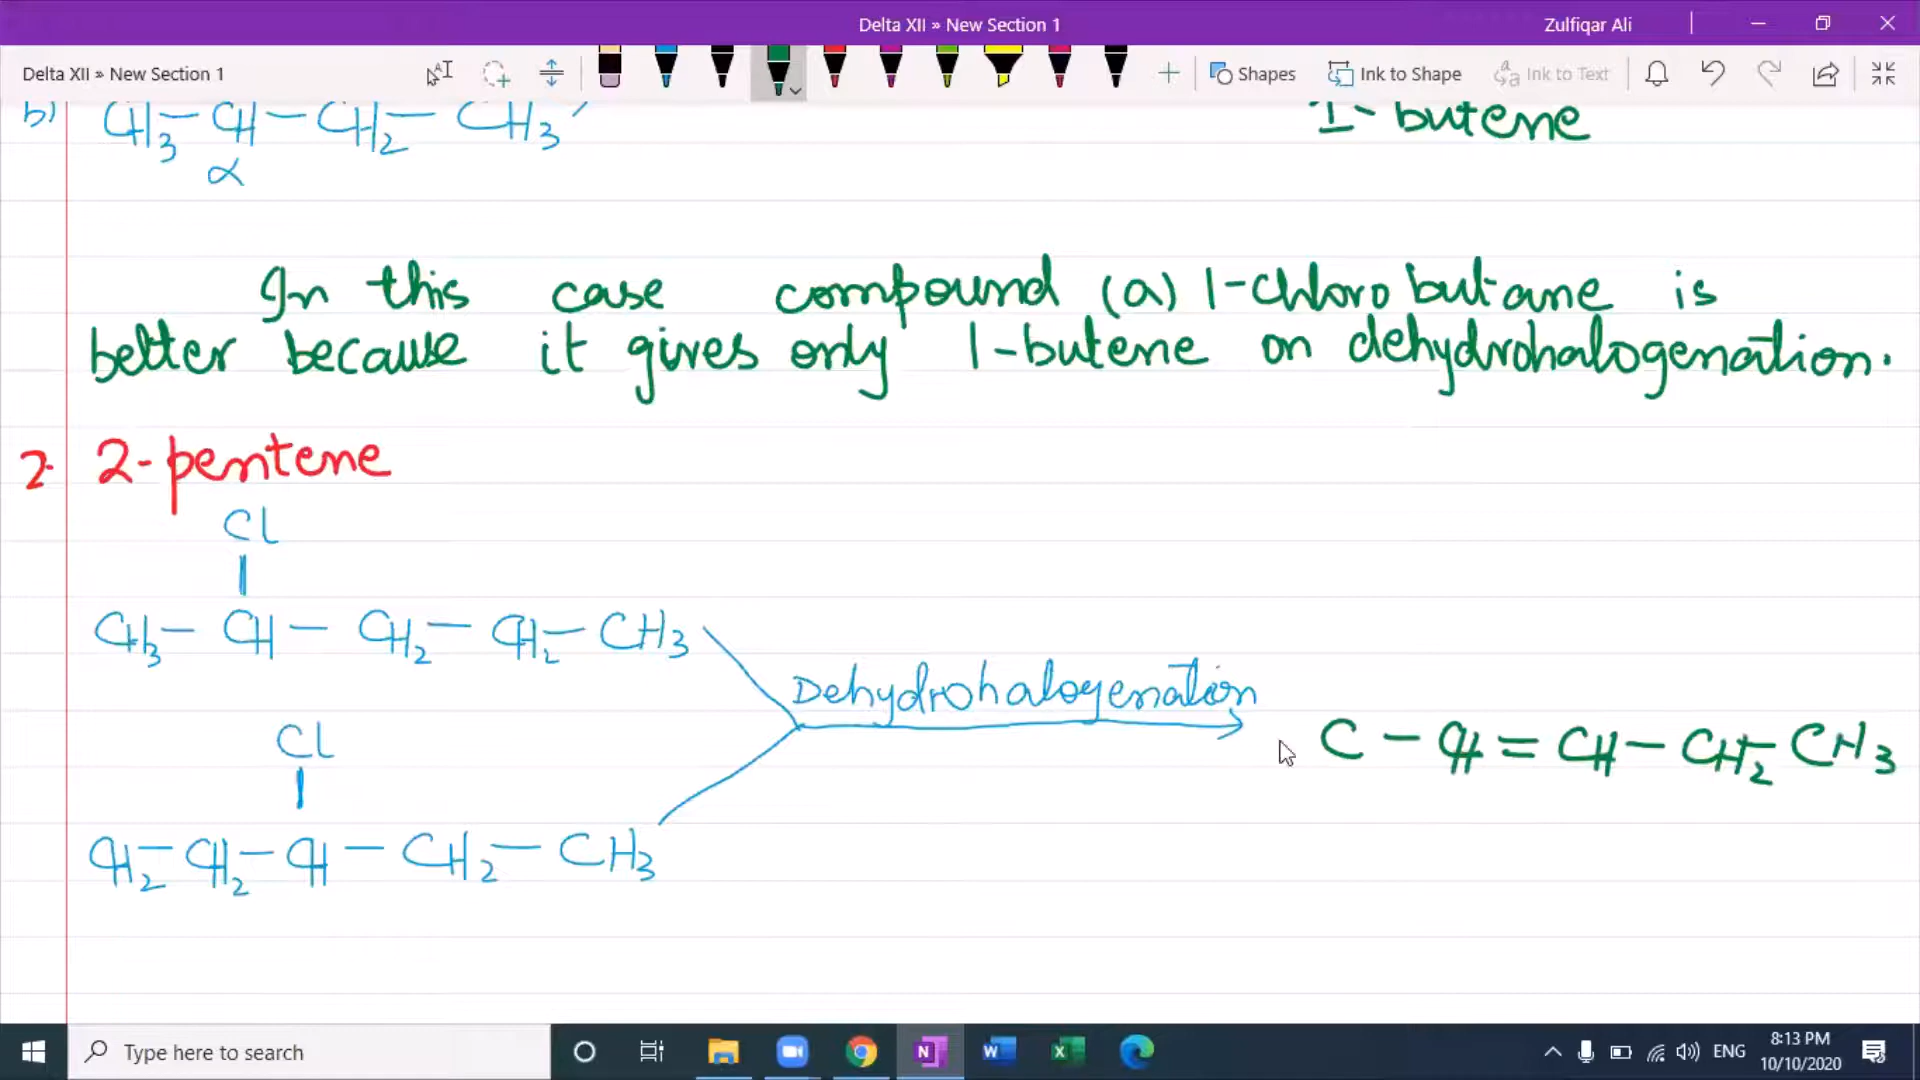 Delta XII » New Section 1
Zulfiqar Ali
Delta XII » New Section 1
Shapes
Ink to Shape
Ink to Text
b) CH3 — CH — CH2 — CH3
α
1- butene
In this case compound (a) 1-chloro butane is
better because it gives only 1-butene on dehydrohalogenation.
2. 2-pentene
Cl
CH3 — CH — CH2 — CH2 — CH3
Dehydrohalogenation
Cl
C — CH = CH — CH2 — CH3
CH2 — CH2 — CH — CH2 — CH3
Type here to search
ENG
8:13 PM
10/10/2020